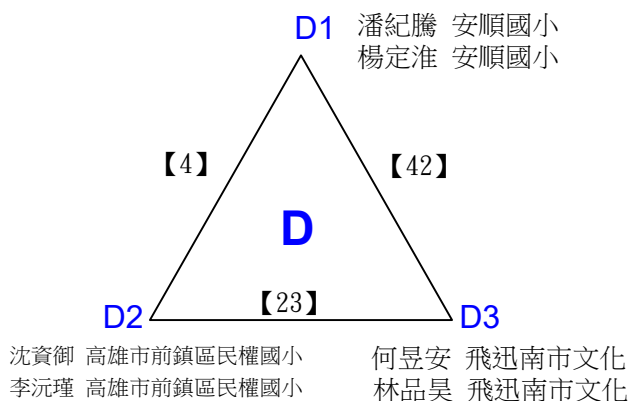 D1 潘紀騰 安順國小
楊定淮 安順國小
【4】 【42】
D
【23】
D2 D3
沈資御 高雄市前鎮區民權國小 何昱安 飛迅南市文化
李沅瑾 高雄市前鎮區民權國小 林品昊 飛迅南市文化